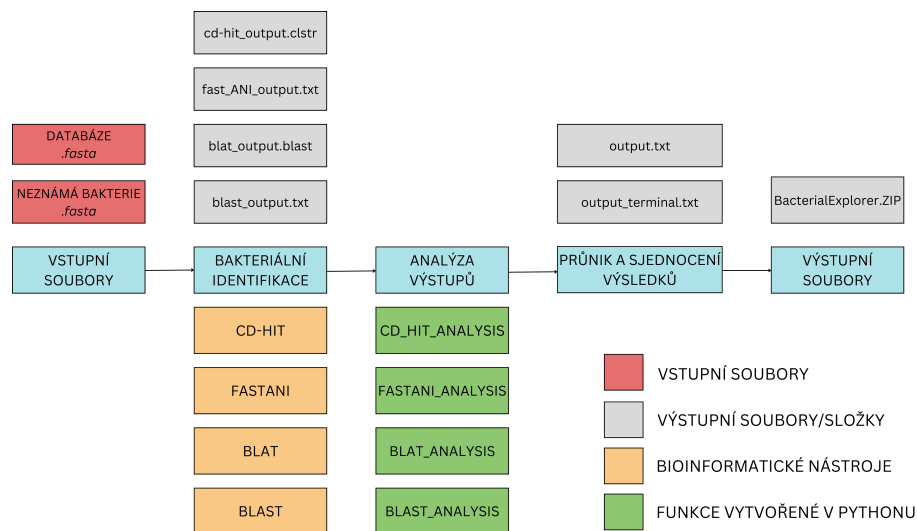 cd-hit_output.clstr
fast_ANI_output.txt
DATABÁZE
.fasta
blat_output.blast
output.txt
NEZNÁMÁ BAKTERIE
.fasta
blast_output.txt
output_terminal.txt
BacterialExplorer.ZIP
VSTUPNÍ
SOUBORY
BAKTERIÁLNÍ
IDENTIFIKACE
ANALÝZA
VÝSTUPŮ
PRŮNIK A SJEDNOCENÍ
VÝSLEDKŮ
VÝSTUPNÍ
SOUBORY
CD-HIT
CD_HIT_ANALYSIS
FASTANI
FASTANI_ANALYSIS
BLAT
BLAT_ANALYSIS
BLAST
BLAST_ANALYSIS
VSTUPNÍ SOUBORY
VÝSTUPNÍ SOUBORY/SLOŽKY
BIOINFORMATICKÉ NÁSTROJE
FUNKCE VYTVOŘENÉ V PYTHONU